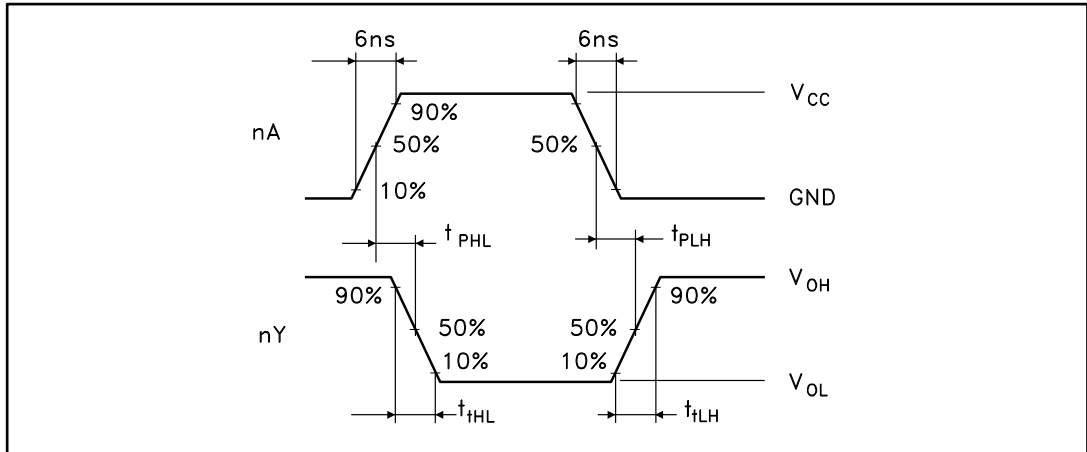 6ns 6ns
V_CC
90%
nA
50% 50%
10%
GND
t_PHL t_PLH
V_OH
90% 90%
50% 50%
nY
10% 10%
V_OL
t_tHL t_tLH